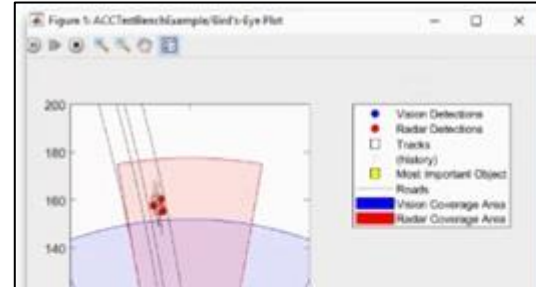 Figure 5: ACCTestBenchExample/Bird's-Eye Plot
200
180
160
140
Vision Detections
Radar Detections
Tracks
(history)
Most Important Object
Roads
Vision Coverage Area
Radar Coverage Area